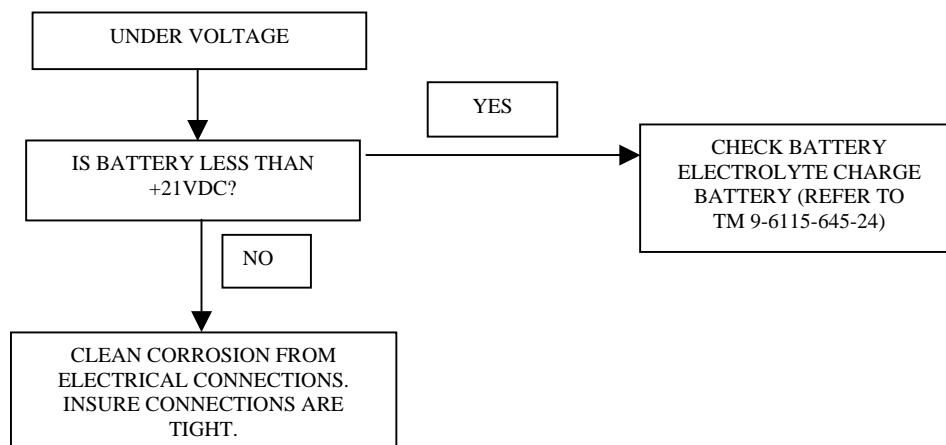 UNDER VOLTAGE
YES
IS BATTERY LESS THAN
+21VDC?
CHECK BATTERY
ELECTROLYTE CHARGE
BATTERY (REFER TO
TM 9-6115-645-24)
NO
CLEAN CORROSION FROM
ELECTRICAL CONNECTIONS.
INSURE CONNECTIONS ARE
TIGHT.